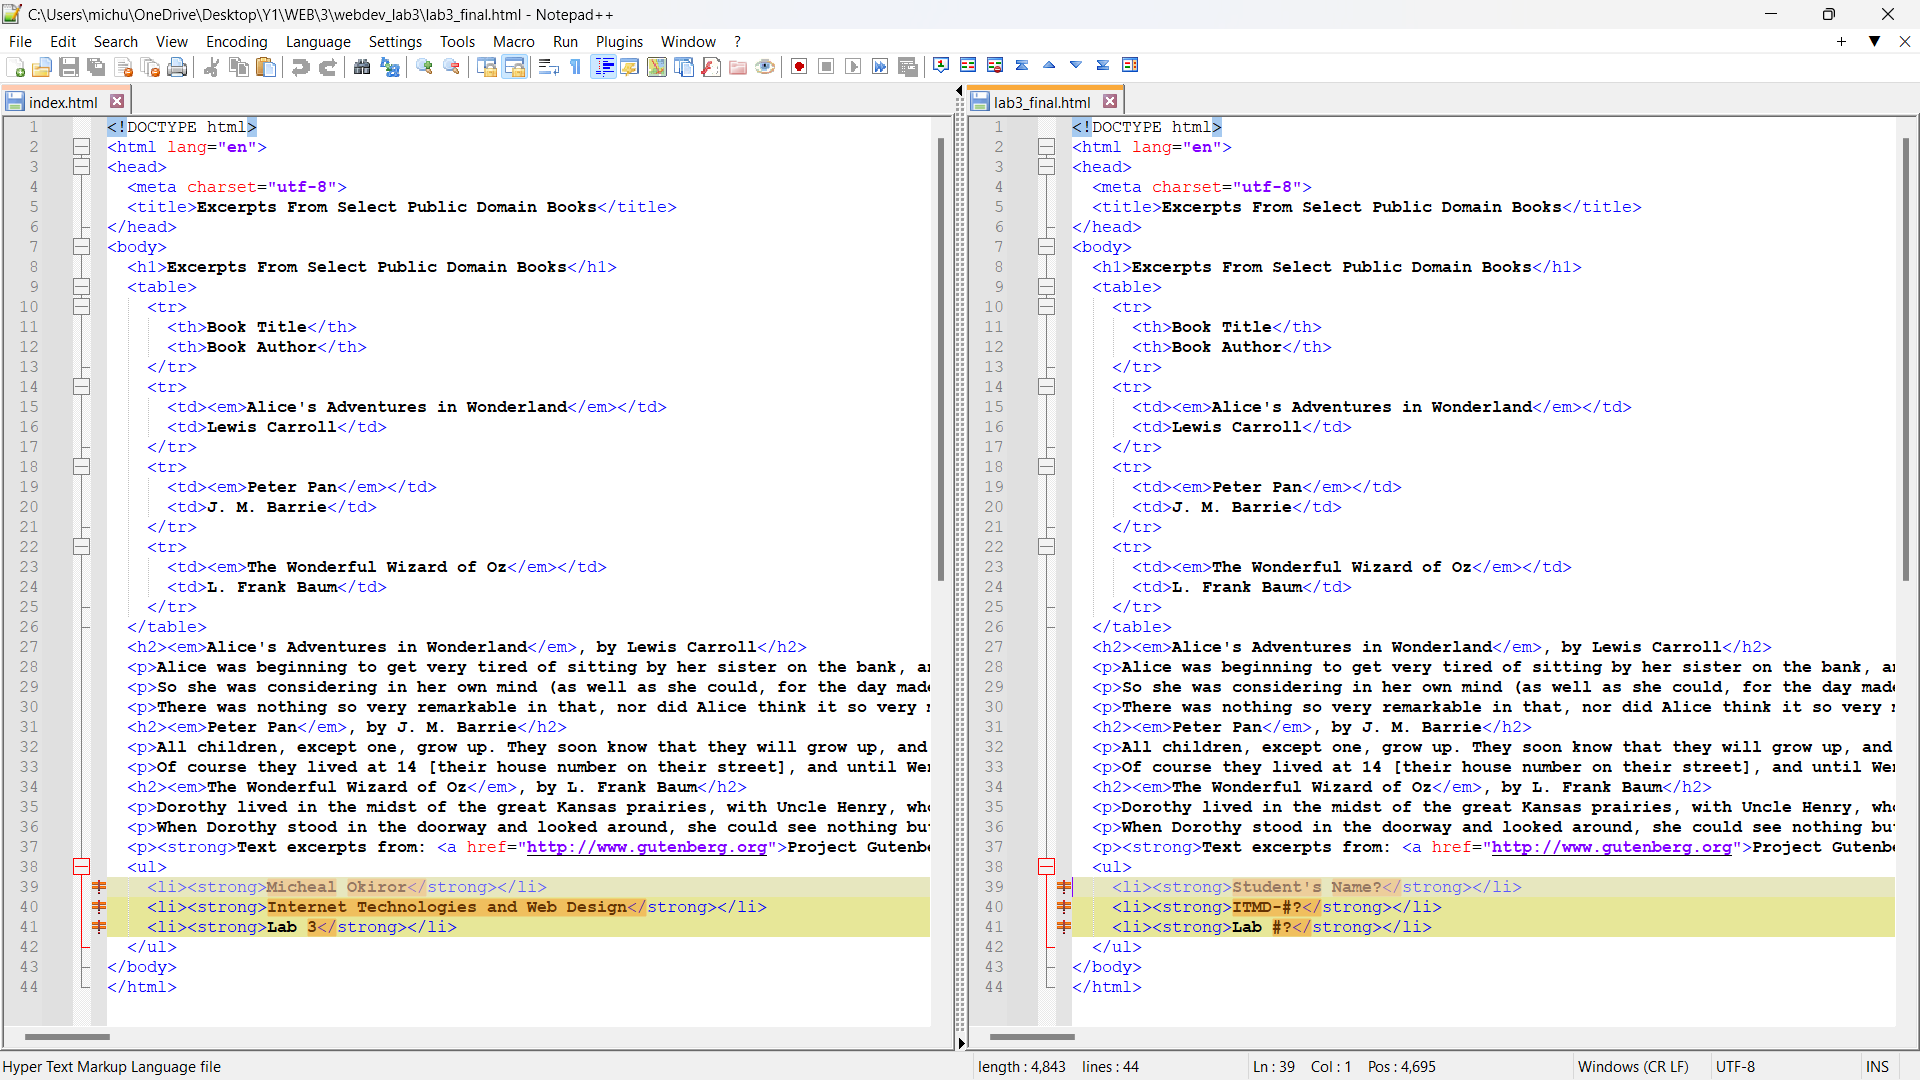 C:\Users\michu\OneDrive\Desktop\Y1\WEB\3\webdev_lab3\lab3_final.html - Notepad++
File Edit Search View Encoding Language Settings Tools Macro Run Plugins Window ?
index.html
1 <!DOCTYPE html>
2 <html lang="en">
3 <head>
4 <meta charset="utf-8">
5 <title>Excerpts From Select Public Domain Books</title>
6 </head>
7 <body>
8 <h1>Excerpts From Select Public Domain Books</h1>
9 <table>
10 <tr>
11 <th>Book Title</th>
12 <th>Book Author</th>
13 </tr>
14 <tr>
15 <td><em>Alice's Adventures in Wonderland</em></td>
16 <td>Lewis Carroll</td>
17 </tr>
18 <tr>
19 <td><em>Peter Pan</em></td>
20 <td>J. M. Barrie</td>
21 </tr>
22 <tr>
23 <td><em>The Wonderful Wizard of Oz</em></td>
24 <td>L. Frank Baum</td>
25 </tr>
26 </table>
27 <h2><em>Alice's Adventures in Wonderland</em>, by Lewis Carroll</h2>
28 <p>Alice was beginning to get very tired of sitting by her sister on the bank,
29 <p>So she was considering in her own mind (as well as she could, for the day made
30 <p>There was nothing so very remarkable in that, nor did Alice think it so very
31 <h2><em>Peter Pan</em>, by J. M. Barrie</h2>
32 <p>All children, except one, grow up. They soon know that they will grow up, and
33 <p>Of course they lived at 14 [their house number on their street], and until
34 <h2><em>The Wonderful Wizard of Oz</em>, by L. Frank Baum</h2>
35 <p>Dorothy lived in the midst of the great Kansas prairies, with Uncle Henry,
36 <p>When Dorothy stood in the doorway and looked around, she could see nothing
37 <p><strong>Text excerpts from: <a href="http://www.gutenberg.org">Project
38 <ul>
39 <li><strong>Micheal Okiror</strong></li>
40 <li><strong>Internet Technologies and Web Design</strong></li>
41 <li><strong>Lab 3</strong></li>
42 </ul>
43 </body>
44 </html>
lab3_final.html
1 <!DOCTYPE html>
2 <html lang="en">
3 <head>
4 <meta charset="utf-8">
5 <title>Excerpts From Select Public Domain Books</title>
6 </head>
7 <body>
8 <h1>Excerpts From Select Public Domain Books</h1>
9 <table>
10 <tr>
11 <th>Book Title</th>
12 <th>Book Author</th>
13 </tr>
14 <tr>
15 <td><em>Alice's Adventures in Wonderland</em></td>
16 <td>Lewis Carroll</td>
17 </tr>
18 <tr>
19 <td><em>Peter Pan</em></td>
20 <td>J. M. Barrie</td>
21 </tr>
22 <tr>
23 <td><em>The Wonderful Wizard of Oz</em></td>
24 <td>L. Frank Baum</td>
25 </tr>
26 </table>
27 <h2><em>Alice's Adventures in Wonderland</em>, by Lewis Carroll</h2>
28 <p>Alice was beginning to get very tired of sitting by her sister on the bank,
29 <p>So she was considering in her own mind (as well as she could, for the day made
30 <p>There was nothing so very remarkable in that, nor did Alice think it so very
31 <h2><em>Peter Pan</em>, by J. M. Barrie</h2>
32 <p>All children, except one, grow up. They soon know that they will grow up, and
33 <p>Of course they lived at 14 [their house number on their street], and until
34 <h2><em>The Wonderful Wizard of Oz</em>, by L. Frank Baum</h2>
35 <p>Dorothy lived in the midst of the great Kansas prairies, with Uncle Henry,
36 <p>When Dorothy stood in the doorway and looked around, she could see nothing
37 <p><strong>Text excerpts from: <a href="http://www.gutenberg.org">Project
38 <ul>
39 <li><strong>Student's Name?</strong></li>
40 <li><strong>ITMD-#?</strong></li>
41 <li><strong>Lab #?</strong></li>
42 </ul>
43 </body>
44 </html>
Hyper Text Markup Language file length : 4,843 lines : 44 Ln : 39 Col : 1 Pos : 4,695 Windows (CR LF) UTF-8 INS